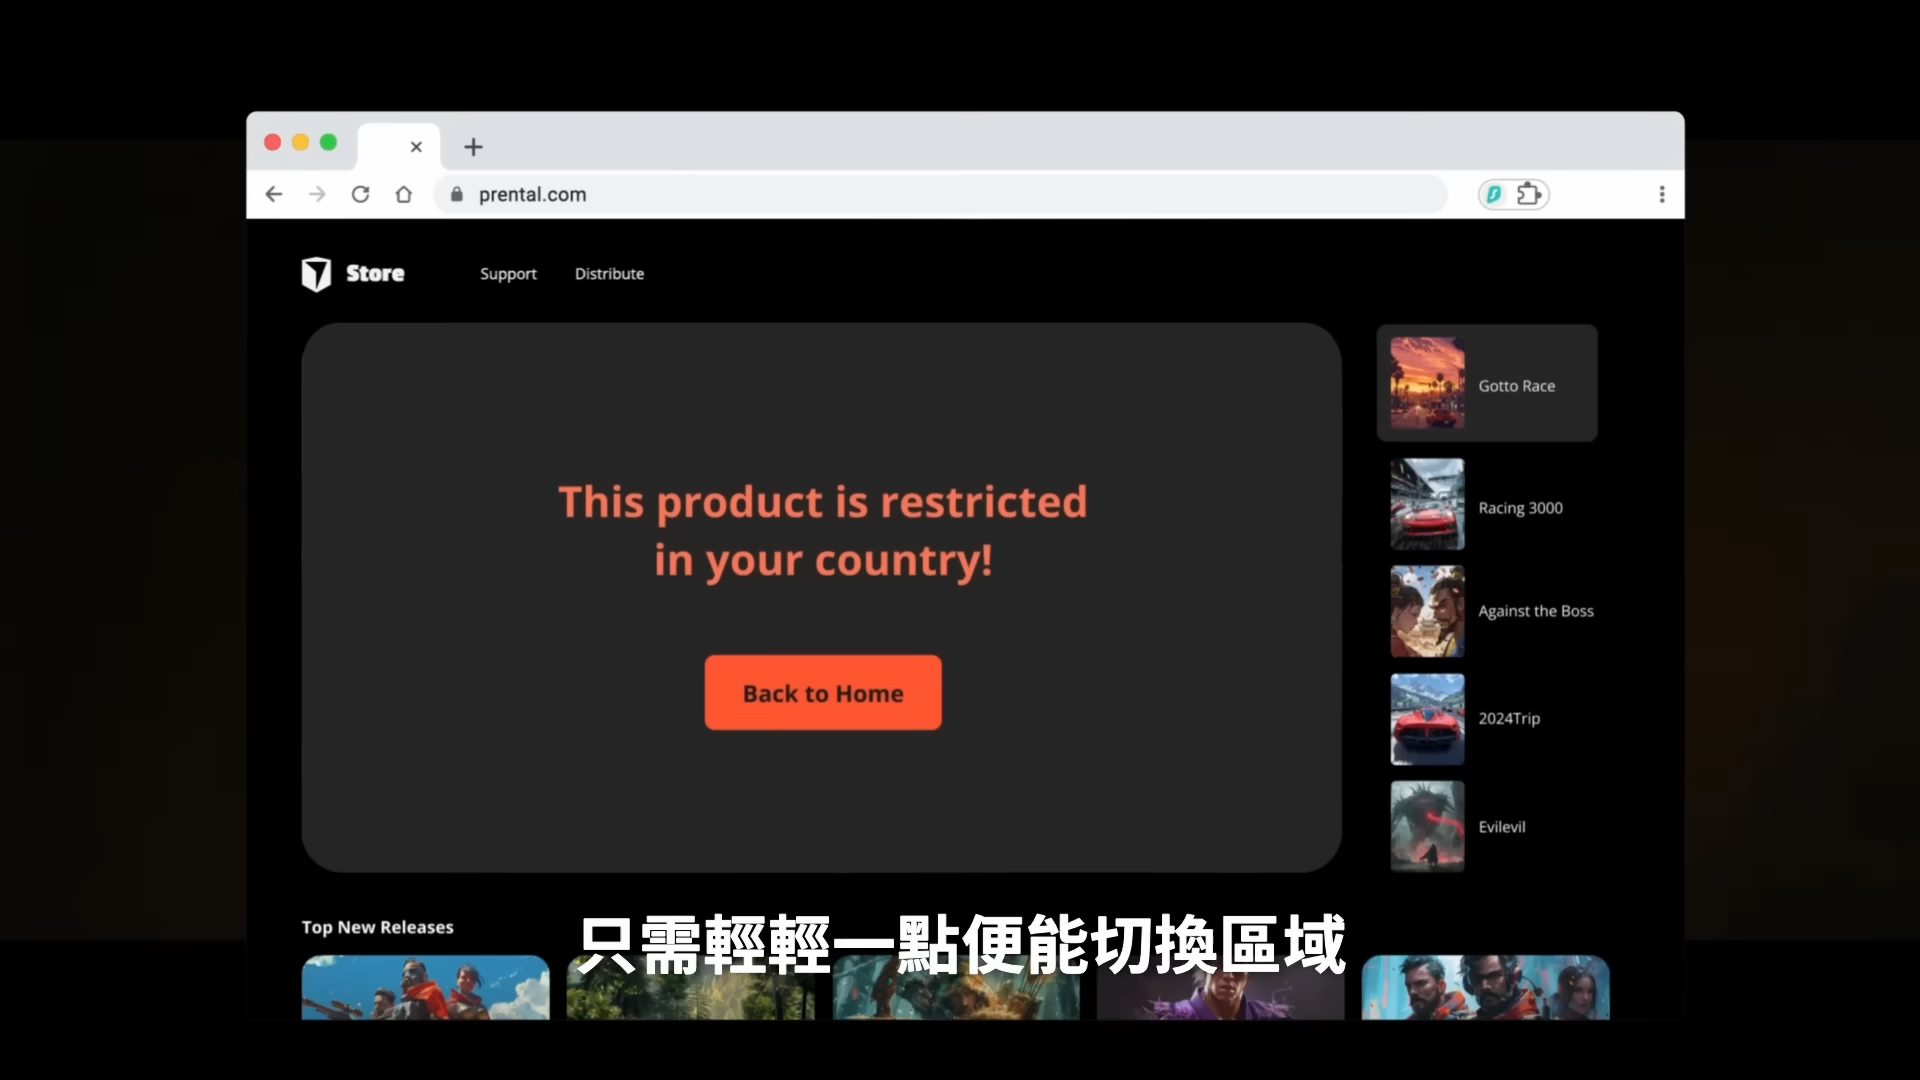 prental.com
Store
Support
Distribute
This product is restricted
in your country!
Back to Home
Gotto Race
Racing 3000
Against the Boss
2024Trip
Evilevil
Top New Releases
只需輕輕一點便能切換區域